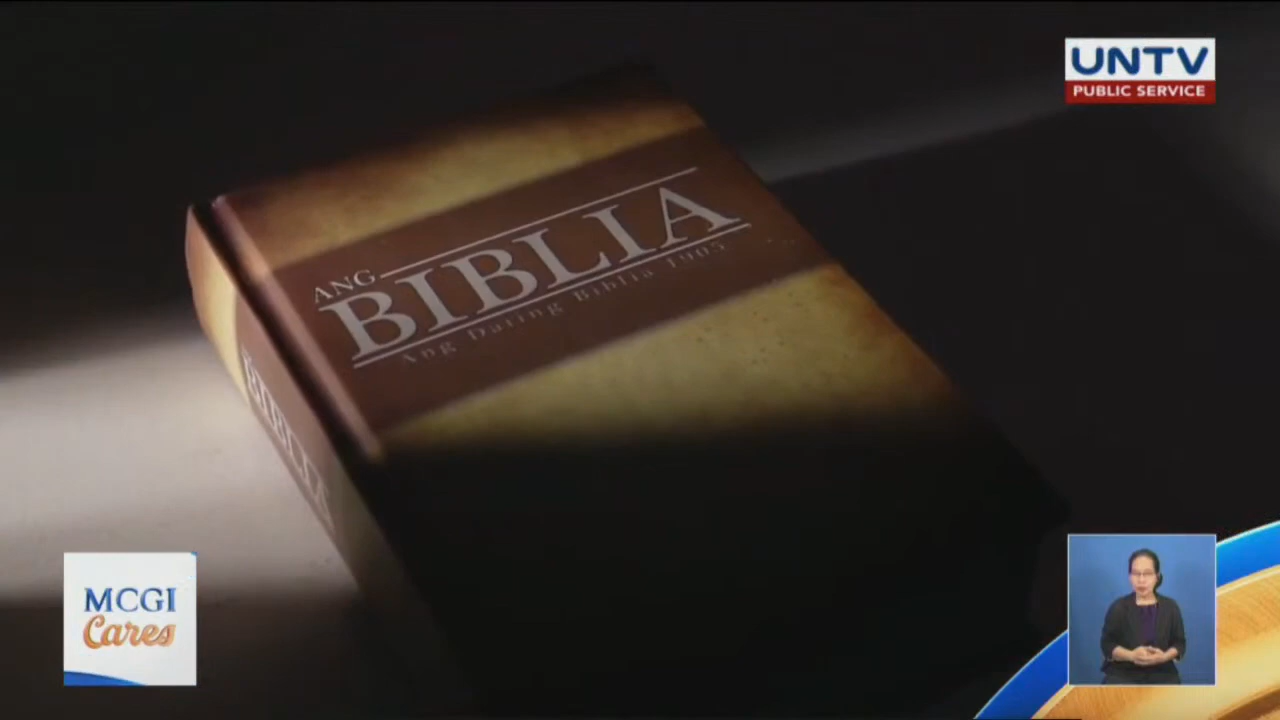 UNTV
PUBLIC SERVICE
ANG
BIBLIA
Ang Dating Biblia 1905
BIBLIA
MCGI
Cares